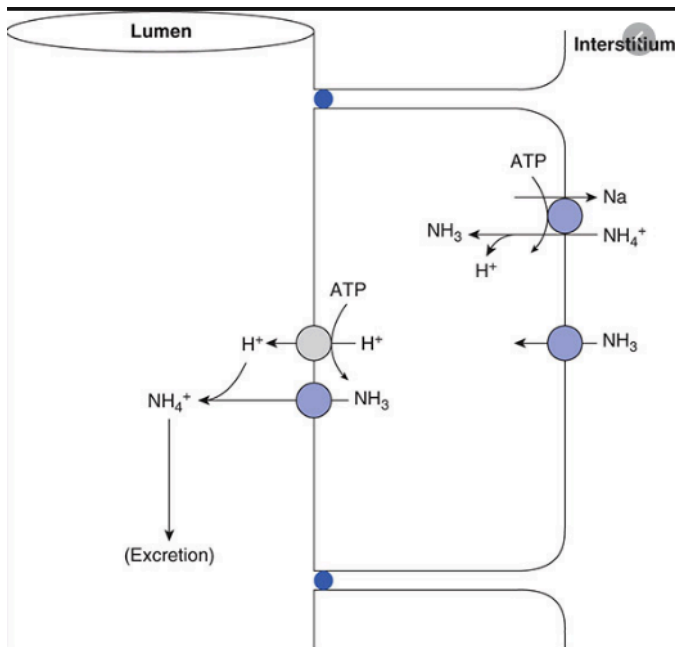 Lumen
Interstitium
ATP
Na
NH₃
NH₄⁺
H⁺
ATP
H⁺
H⁺
NH₃
NH₄⁺
NH₃
(Excretion)